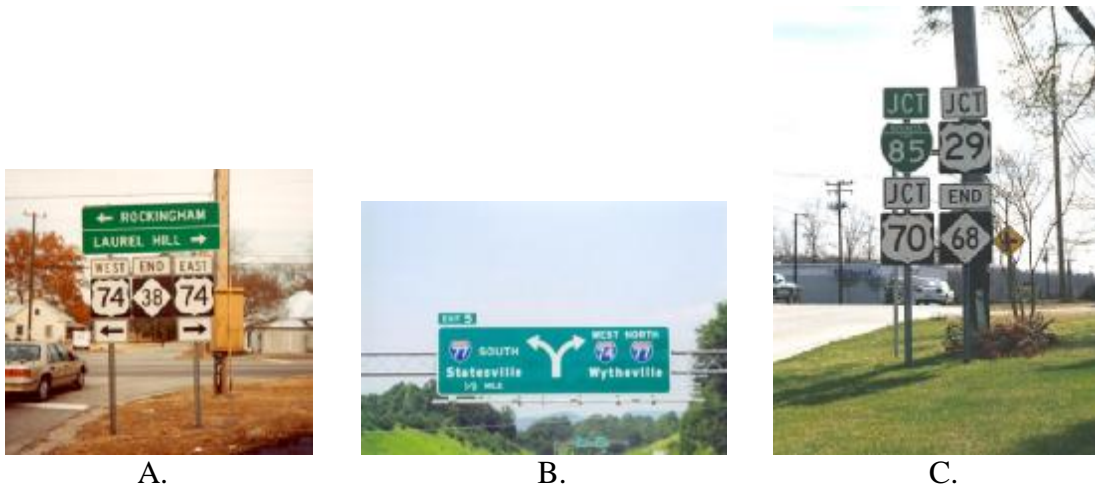 ← ROCKINGHAM
LAUREL HILL →
WEST END EAST
74 38 74
A.
EXIT 5
WEST NORTH
77 SOUTH 74 77
Statesville Wytheville
1/2 MILE
B.
JCT JCT
85 29
JCT END
70 68
C.